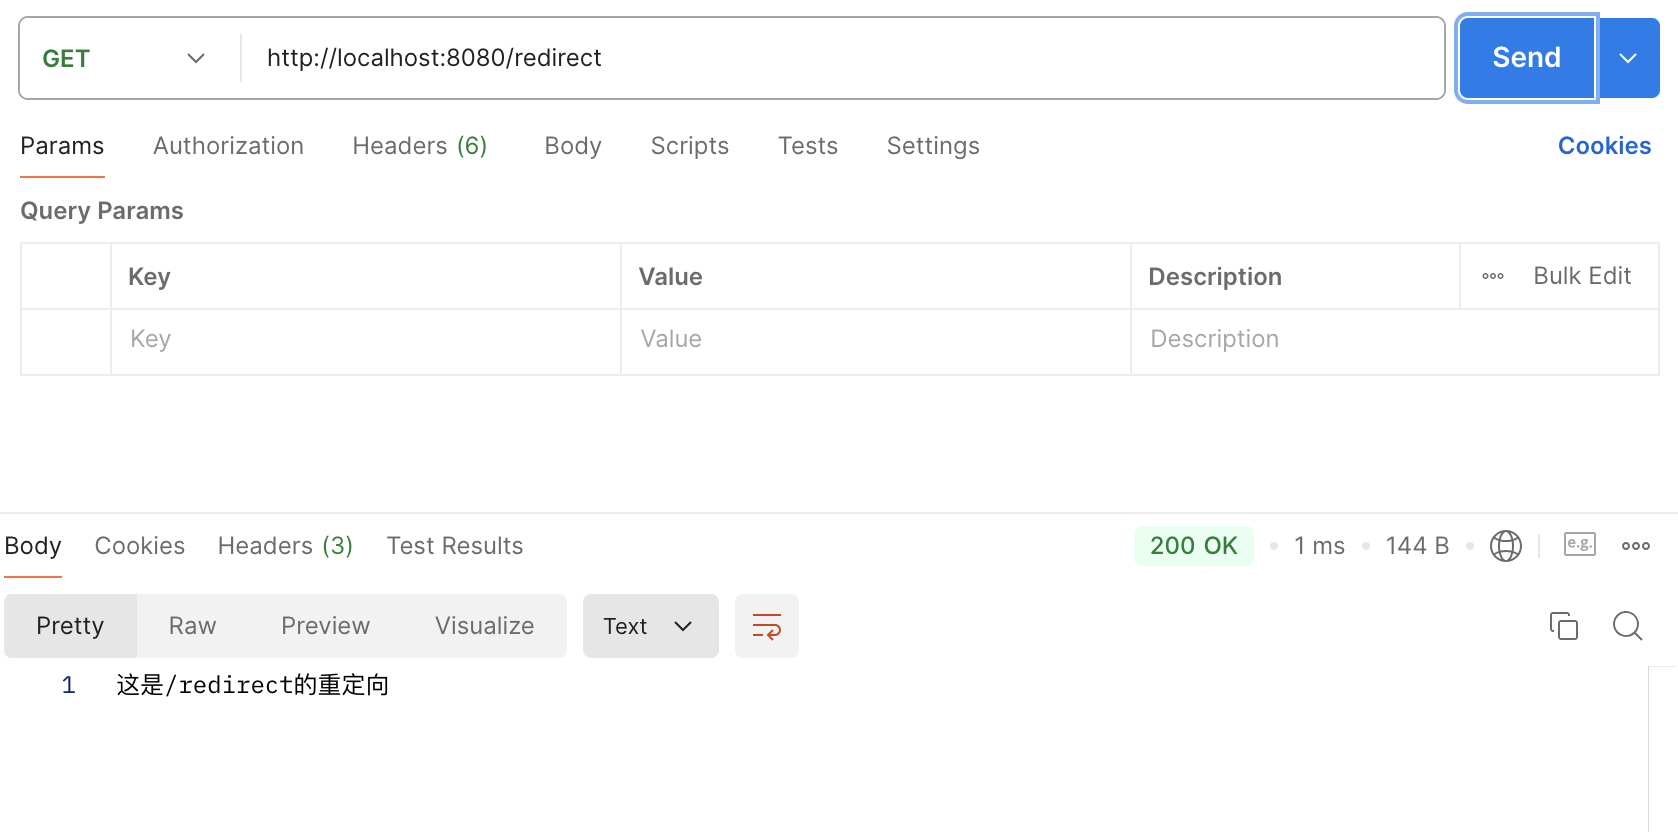 GET http://localhost:8080/redirect Send
Params Authorization Headers (6) Body Scripts Tests Settings Cookies
Query Params
Key Value Description Bulk Edit
Key Value Description
Body Cookies Headers (3) Test Results 200 OK 1 ms 144 B e.g.
Pretty Raw Preview Visualize Text
1 这是/redirect的重定向